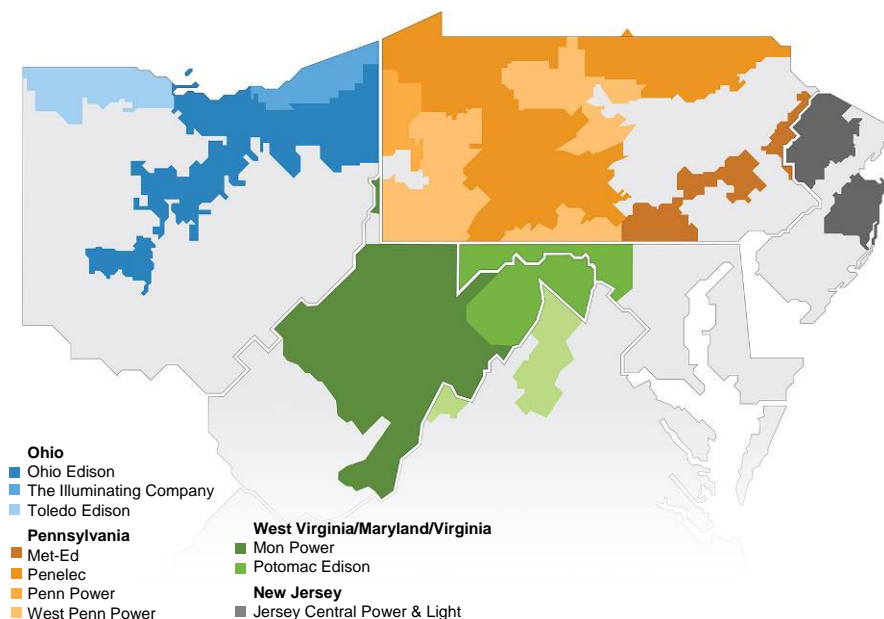 Ohio
Ohio Edison
The Illuminating Company
Toledo Edison
Pennsylvania
Met-Ed
Penelec
Penn Power
West Penn Power
West Virginia/Maryland/Virginia
Mon Power
Potomac Edison
New Jersey
Jersey Central Power & Light